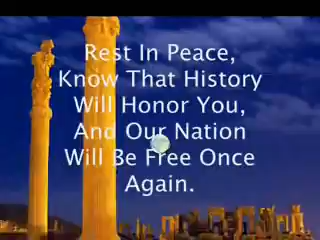 Rest In Peace,
Know That History
Will Honor You,
And Our Nation
Will Be Free Once
Again.